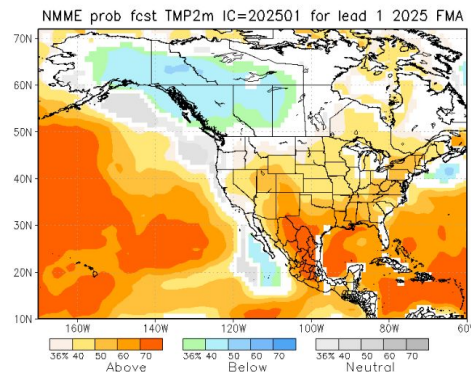 NMME prob fcst TMP2m IC=202501 for lead 1 2025 FMA
70N
60N
50N
40N
30N
20N
10N
160W 140W 120W 100W 80W 60W
36% 40 50 60 70 36% 40 50 60 70 36% 40 50 60 70
Above Below Neutral